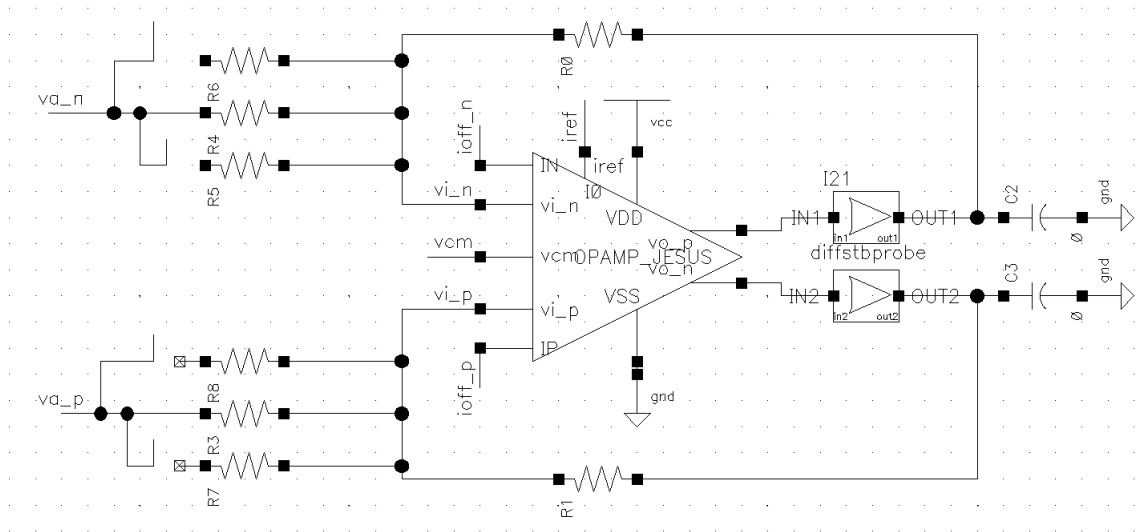 R0
R6
va_n
R4
R5
ioff_n
iref
vcc
IN
iref
I0
vi_n
vi_n
VDD
I21
IN1
OUT1
in1
out1
C2
gnd
0
vcm
vcm
vo_p
OPAMP_JESUS
vo_n
diffstbprobe
vi_p
vi_p
VSS
IN2
OUT2
in2
out2
C3
gnd
0
IP
ioff_p
gnd
R8
va_p
R3
R7
R1